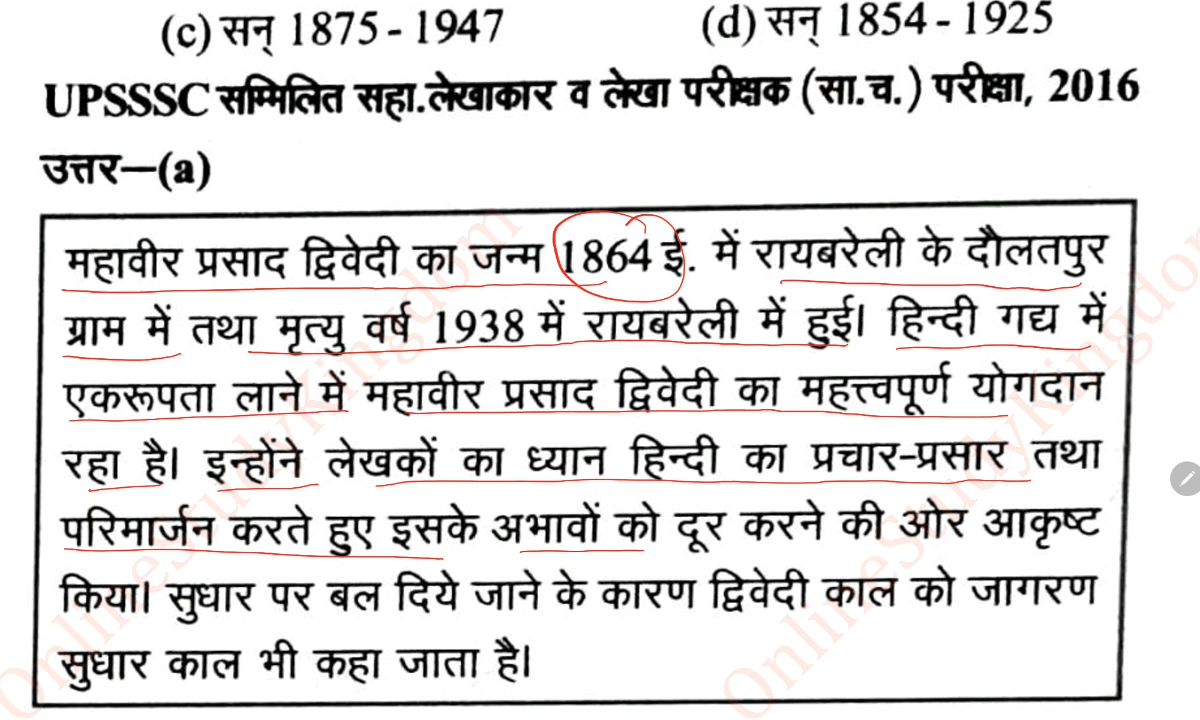 (c) सन् 1875 - 1947 (d) सन् 1854 - 1925
UPSSSC सम्मिलित सहा.लेखाकार व लेखा परीक्षक (सा.च.) परीक्षा, 2016
उत्तर—(a)
महावीर प्रसाद द्विवेदी का जन्म 1864 ई. में रायबरेली के दौलतपुर
ग्राम में तथा मृत्यु वर्ष 1938 में रायबरेली में हुई। हिन्दी गद्य में
एकरूपता लाने में महावीर प्रसाद द्विवेदी का महत्त्वपूर्ण योगदान
रहा है। इन्होंने लेखकों का ध्यान हिन्दी का प्रचार-प्रसार तथा
परिमार्जन करते हुए इसके अभावों को दूर करने की ओर आकृष्ट
किया। सुधार पर बल दिये जाने के कारण द्विवेदी काल को जागरण
सुधार काल भी कहा जाता है।